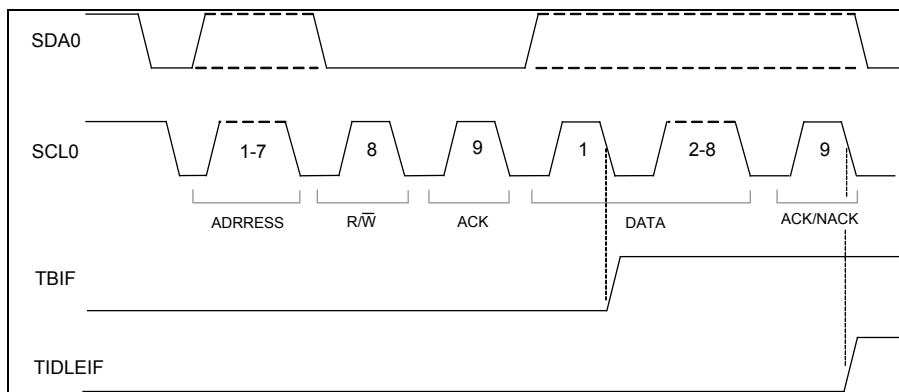 SDA0
SCL0
1-7
8
9
1
2-8
9
ADRRESS
R/W̅
ACK
DATA
ACK/NACK
TBIF
TIDLEIF